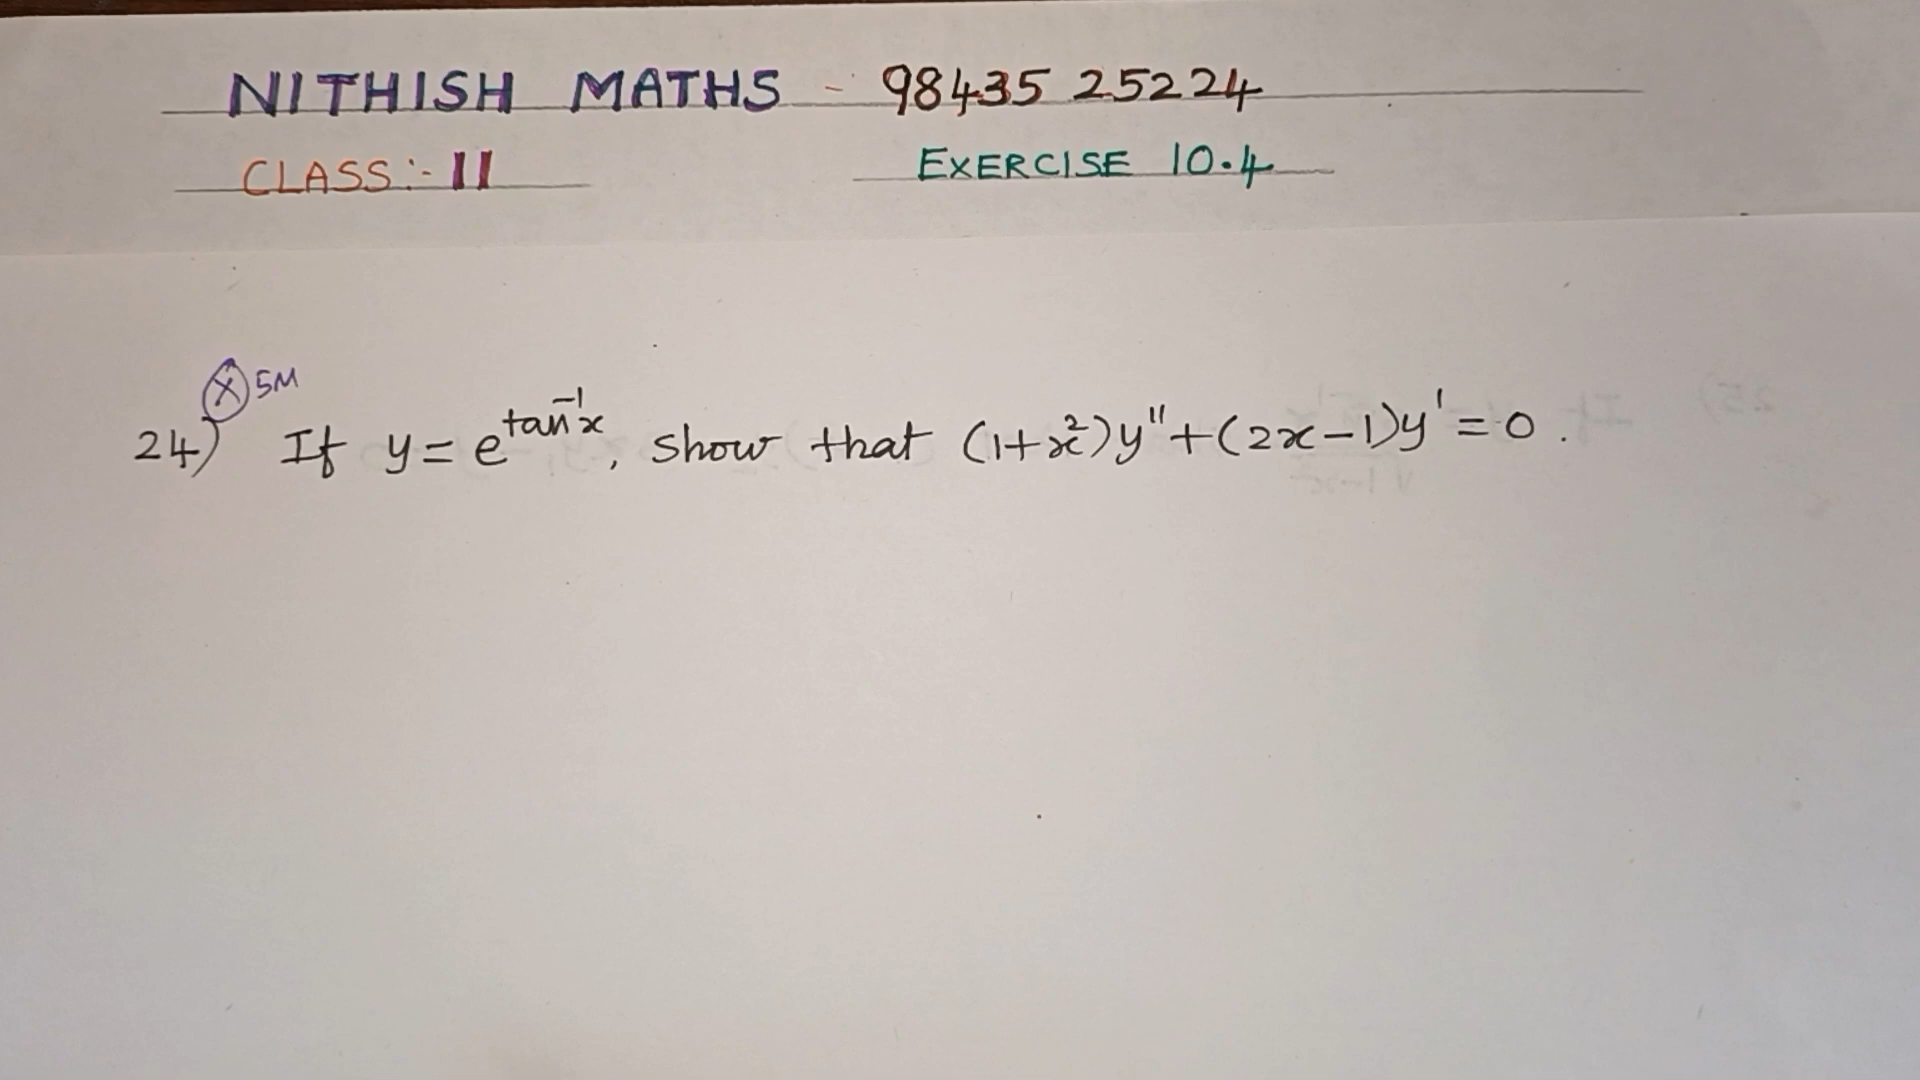 NITHISH MATHS - 98435 25224
CLASS:- 11
EXERCISE 10.4
Ⓧ 5M
24) If y = e^{tan^{-1}x}, show that (1+x²)y" + (2x-1)y' = 0.